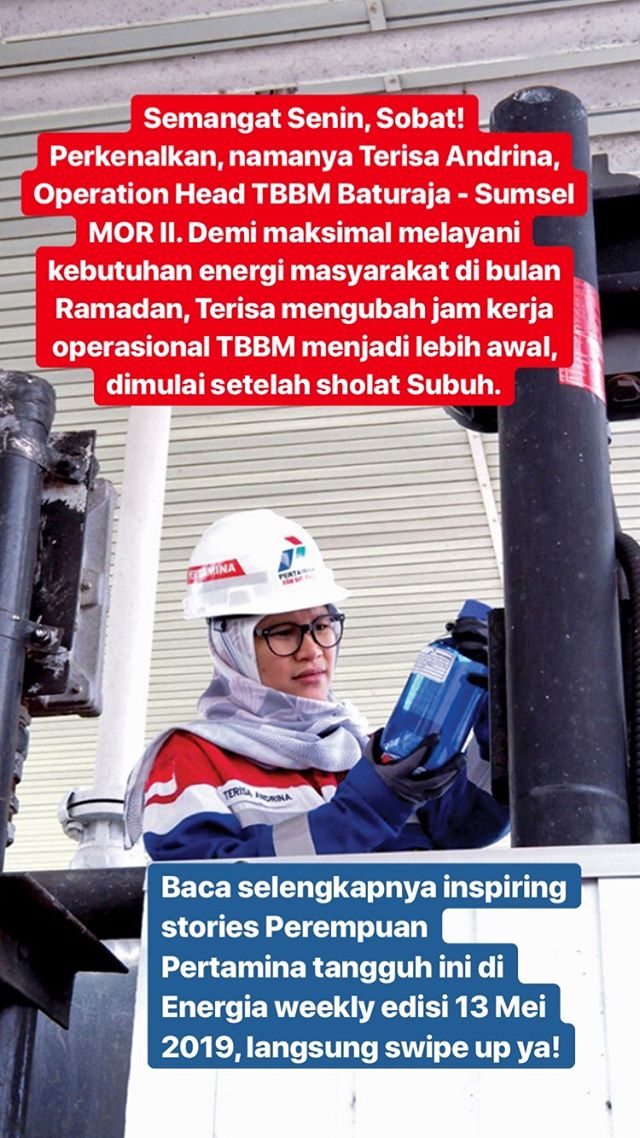 Semangat Senin, Sobat!
Perkenalkan, namanya Terisa Andrina,
Operation Head TBBM Baturaja - Sumsel
MOR II. Demi maksimal melayani
kebutuhan energi masyarakat di bulan
Ramadan, Terisa mengubah jam kerja
operasional TBBM menjadi lebih awal,
dimulai setelah sholat Subuh.
PERTAMINA
PERTAMINA
TERISA ANDRINA
Baca selengkapnya inspiring
stories Perempuan
Pertamina tangguh ini di
Energia weekly edisi 13 Mei
2019, langsung swipe up ya!